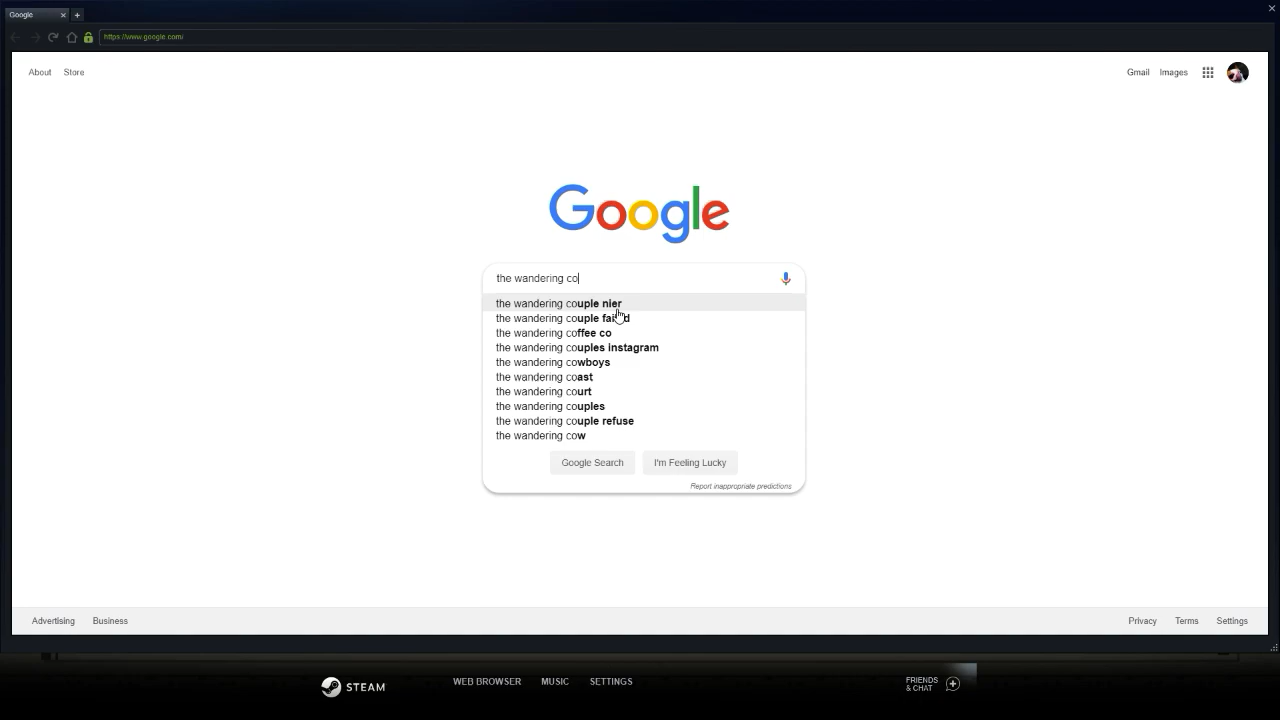 Google
https://www.google.com/
About Store
Gmail Images
Google
the wandering co
the wandering couple nier
the wandering couple failed
the wandering coffee co
the wandering couples instagram
the wandering cowboys
the wandering coast
the wandering court
the wandering couples
the wandering couple refuse
the wandering cow
Google Search I'm Feeling Lucky
Report inappropriate predictions
Advertising Business
Privacy Terms Settings
STEAM
WEB BROWSER MUSIC SETTINGS
FRIENDS
& CHAT